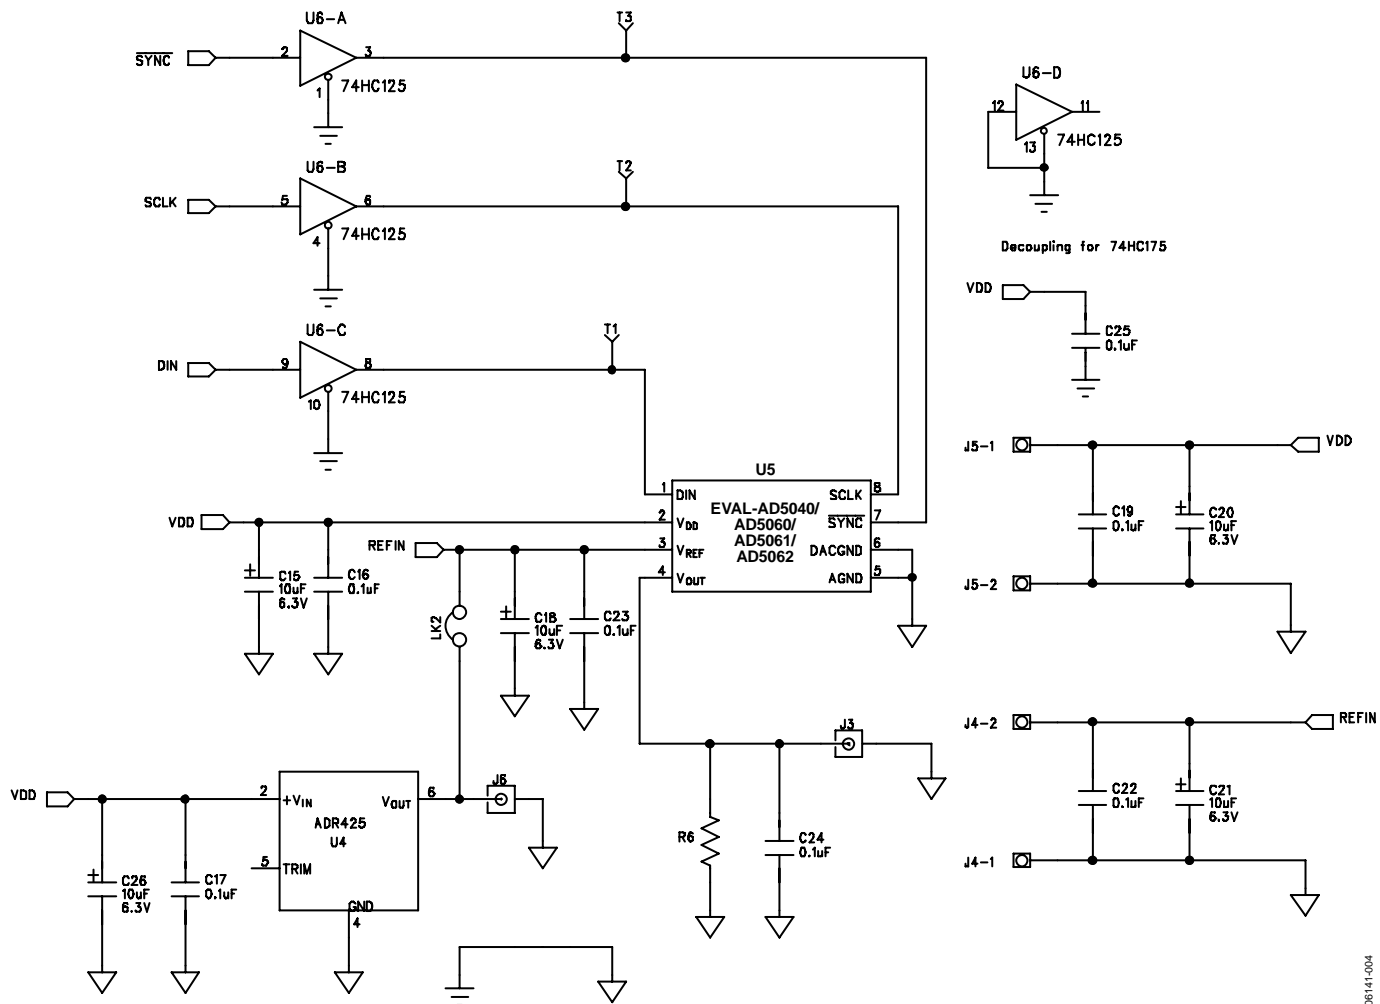 U6-A
T3
SYNC
2
3
1
74HC125
U6-D
12
11
13
74HC125
U6-B
T2
SCLK
5
6
4
74HC125
Decoupling for 74HC175
VDD
C25
0.1uF
U6-C
T1
DIN
9
8
10
74HC125
J5-1
VDD
C19
0.1uF
C20
10uF
6.3V
J5-2
U5
1
DIN
SCLK
8
EVAL-AD5040/
AD5060/
AD5061/
AD5062
VDD
2
VDD
SYNC
7
REFIN
3
VREF
DACGND
6
4
VOUT
AGND
5
C15
10uF
6.3V
C16
0.1uF
LK2
C18
10uF
6.3V
C23
0.1uF
J3
J4-2
REFIN
C22
0.1uF
C21
10uF
6.3V
J4-1
VDD
2
+VIN
VOUT
6
J6
ADR425
U4
5
TRIM
GND
4
C26
10uF
6.3V
C17
0.1uF
R6
C24
0.1uF
06141-004